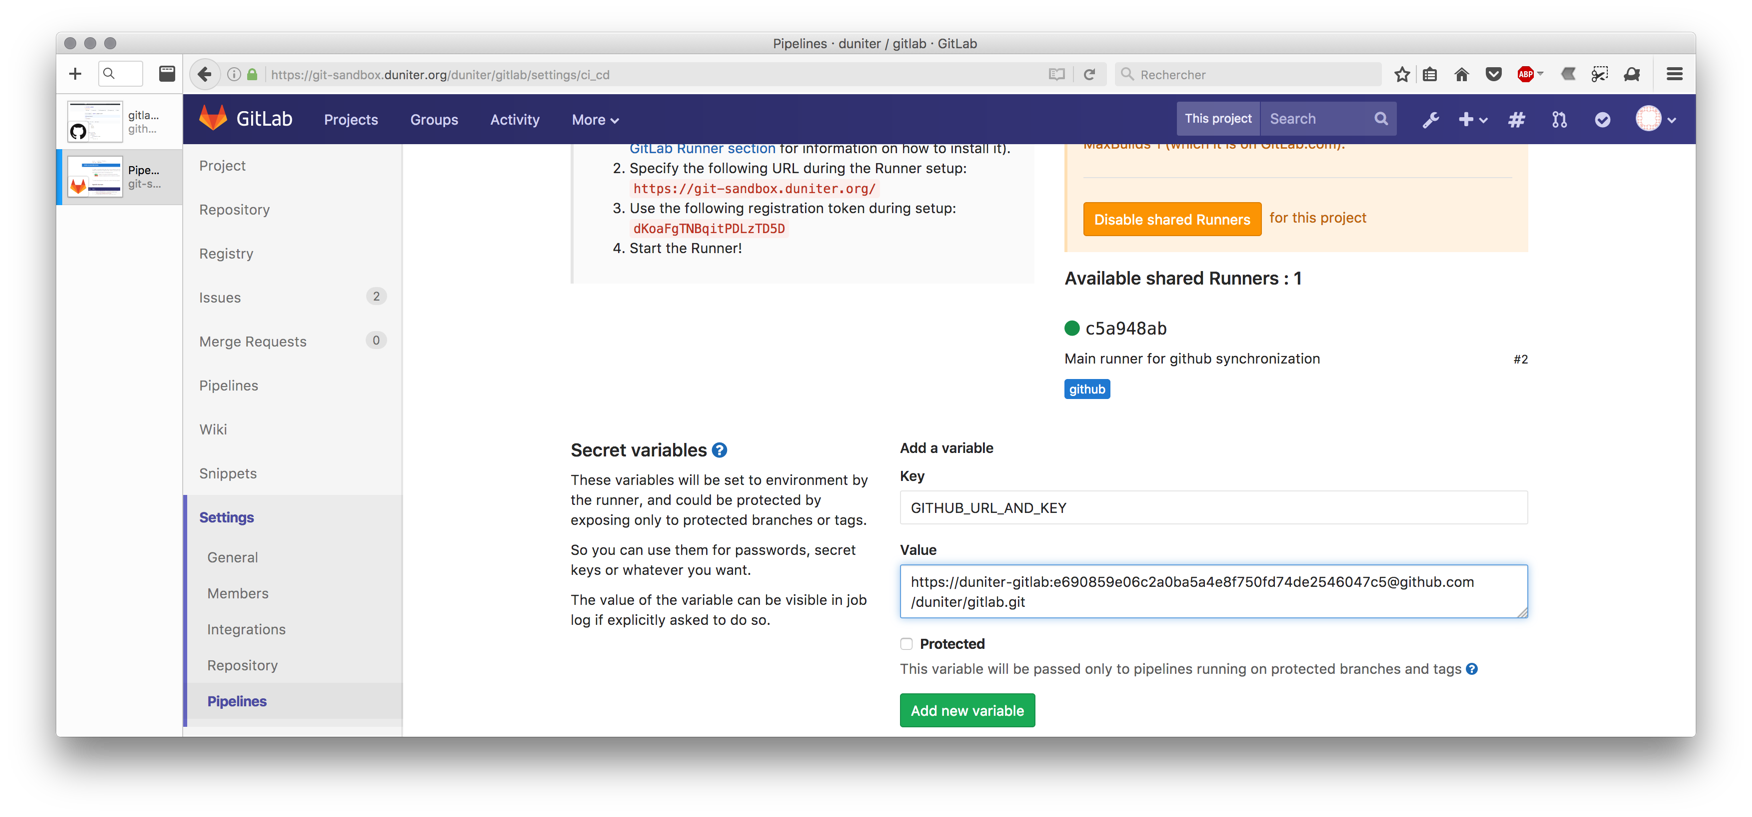 Pipelines · duniter / gitlab · GitLab
https://git-sandbox.duniter.org/duniter/gitlab/settings/ci_cd
Rechercher
ABP
gitla...
gith...
Pipe...
git-s...
GitLab
Projects
Groups
Activity
More
This project
Search
Project
Repository
Registry
Issues
2
Merge Requests
0
Pipelines
Wiki
Snippets
Settings
General
Members
Integrations
Repository
Pipelines
GitLab Runner section for information on how to install it).
2. Specify the following URL during the Runner setup:
https://git-sandbox.duniter.org/
3. Use the following registration token during setup:
dKoaFgTNBqitPDLzTD5D
4. Start the Runner!
MaxBuilds 1 (which it is on GitLab.com).
Disable shared Runners for this project
Available shared Runners : 1
c5a948ab
Main runner for github synchronization
#2
github
Secret variables
These variables will be set to environment by
the runner, and could be protected by
exposing only to protected branches or tags.
So you can use them for passwords, secret
keys or whatever you want.
The value of the variable can be visible in job
log if explicitly asked to do so.
Add a variable
Key
GITHUB_URL_AND_KEY
Value
https://duniter-gitlab:e690859e06c2a0ba5a4e8f750fd74de2546047c5@github.com
/duniter/gitlab.git
Protected
This variable will be passed only to pipelines running on protected branches and tags
Add new variable